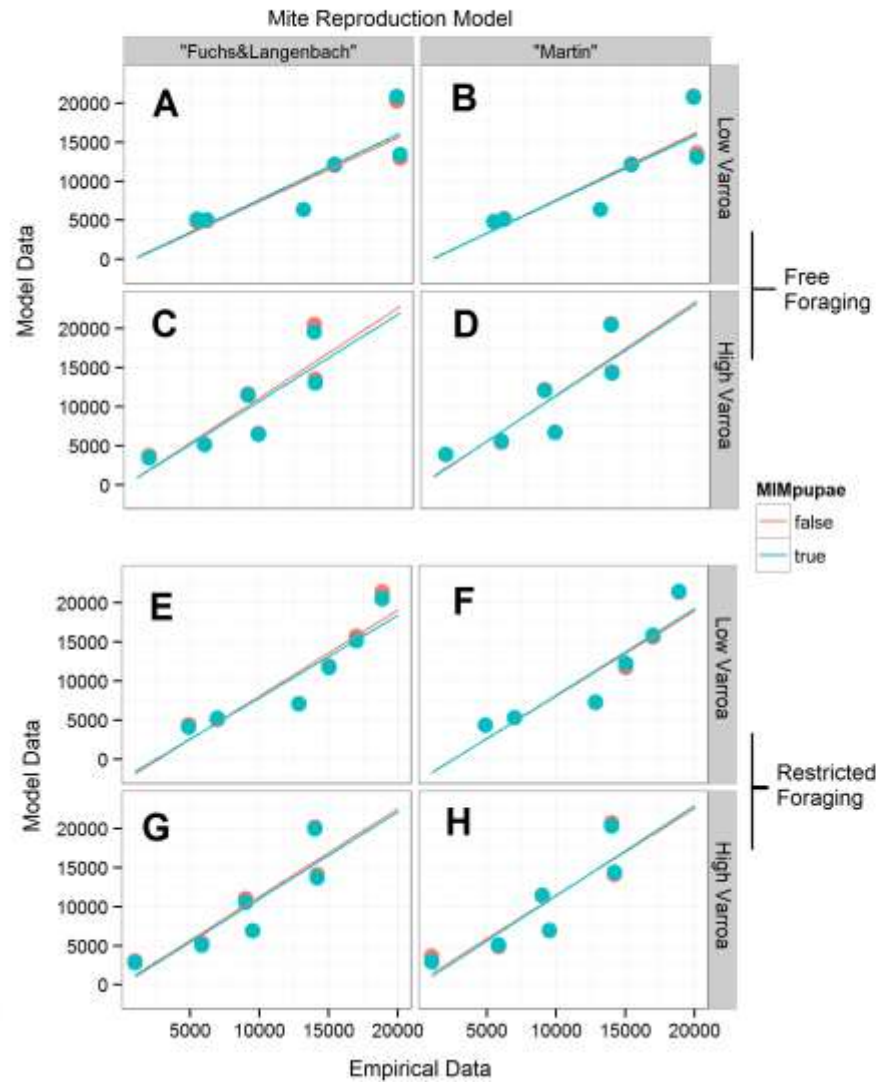 Mite Reproduction Model
"Fuchs&Langenbach"
"Martin"
A
B
Low Varroa
20000
15000
10000
5000
0
C
D
High Varroa
20000
15000
10000
5000
0
Model Data
Free
Foraging
MIMpupae
false
true
E
F
Low Varroa
20000
15000
10000
5000
0
G
H
High Varroa
20000
15000
10000
5000
0
Model Data
Restricted
Foraging
5000 10000 15000 20000
5000 10000 15000 20000
Empirical Data